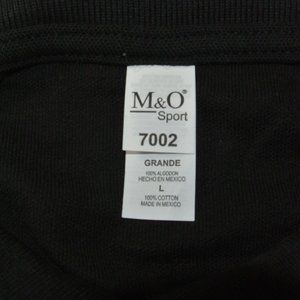 M&O®
Sport
7002
GRANDE
100% ALGODON
HECHO EN MEXICO
L
100% COTTON
MADE IN MEXICO